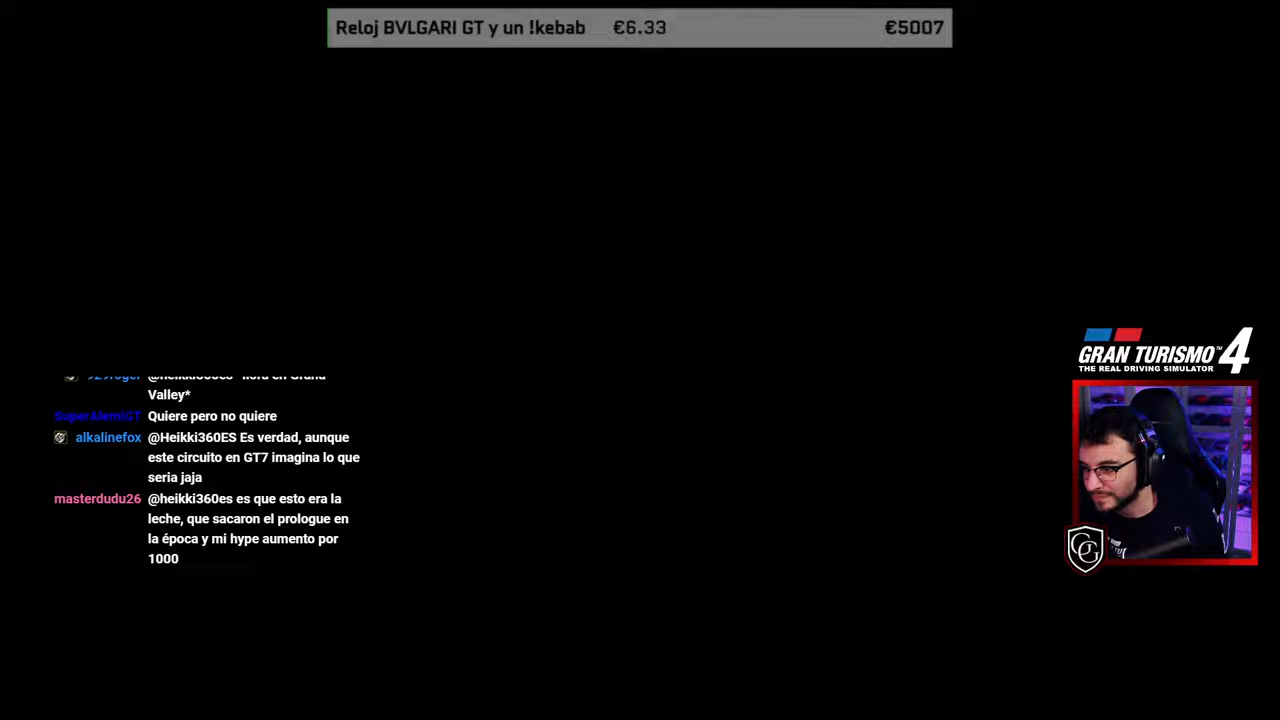 Reloj BVLGARI GT y un !kebab €6.33 €5007
GRAN TURISMO™ 4
THE REAL DRIVING SIMULATOR
Valley*
SuperAlemiGT Quiere pero no quiere
alkalinefox @Heikki360ES Es verdad, aunque
este circuito en GT7 imagina lo que
seria jaja
masterdudu26 @heikki360es es que esto era la
leche, que sacaron el prologue en
la época y mi hype aumento por
1000